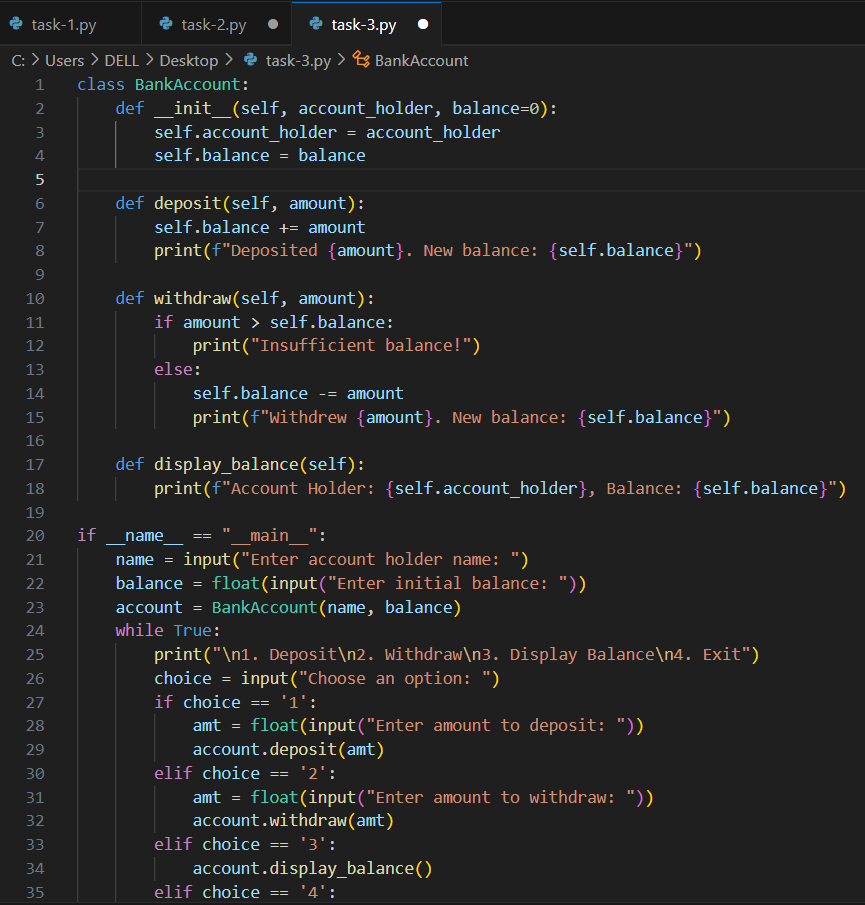 task-1.py task-2.py task-3.py
C: > Users > DELL > Desktop > task-3.py > BankAccount
1 class BankAccount:
2     def __init__(self, account_holder, balance=0):
3         self.account_holder = account_holder
4         self.balance = balance
5
6     def deposit(self, amount):
7         self.balance += amount
8         print(f"Deposited {amount}. New balance: {self.balance}")
9
10     def withdraw(self, amount):
11         if amount > self.balance:
12             print("Insufficient balance!")
13         else:
14             self.balance -= amount
15             print(f"Withdrew {amount}. New balance: {self.balance}")
16
17     def display_balance(self):
18         print(f"Account Holder: {self.account_holder}, Balance: {self.balance}")
19
20 if __name__ == "__main__":
21     name = input("Enter account holder name: ")
22     balance = float(input("Enter initial balance: "))
23     account = BankAccount(name, balance)
24     while True:
25         print("\n1. Deposit\n2. Withdraw\n3. Display Balance\n4. Exit")
26         choice = input("Choose an option: ")
27         if choice == '1':
28             amt = float(input("Enter amount to deposit: "))
29             account.deposit(amt)
30         elif choice == '2':
31             amt = float(input("Enter amount to withdraw: "))
32             account.withdraw(amt)
33         elif choice == '3':
34             account.display_balance()
35         elif choice == '4':